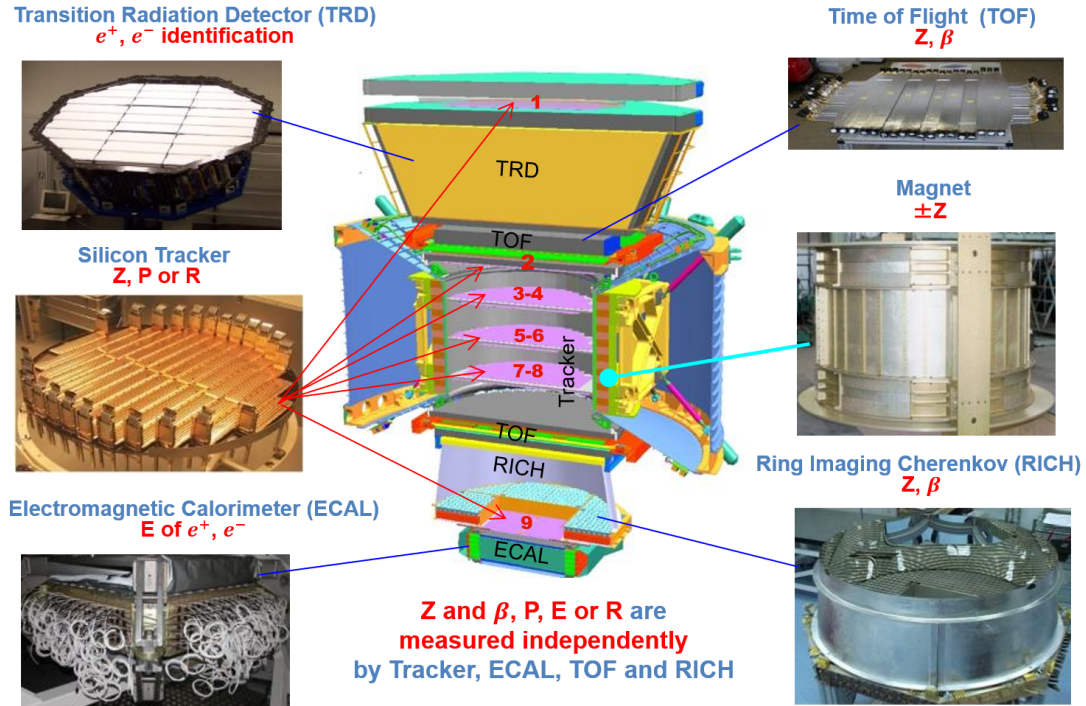 Transition Radiation Detector (TRD)
e⁺, e⁻ identification
Time of Flight (TOF)
Z, β
Magnet
±Z
Silicon Tracker
Z, P or R
Electromagnetic Calorimeter (ECAL)
E of e⁺, e⁻
Ring Imaging Cherenkov (RICH)
Z, β
1
TRD
TOF
2
3-4
5-6
7-8
Tracker
TOF
RICH
9
ECAL
Z and β, P, E or R are
measured independently
by Tracker, ECAL, TOF and RICH